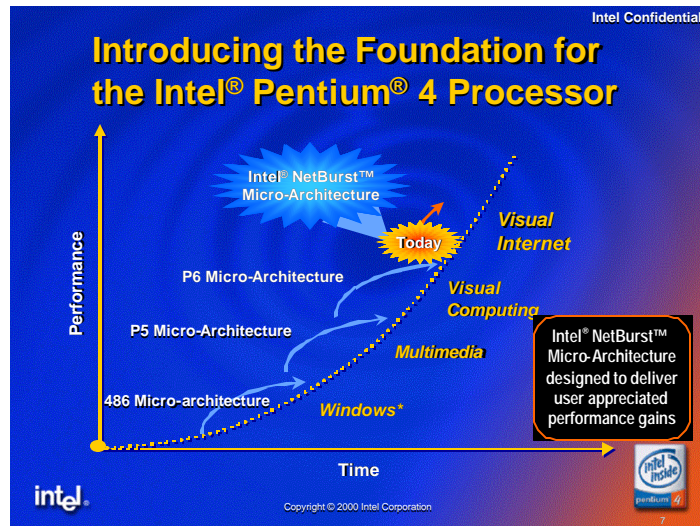 Intel Confidential
Introducing the Foundation for
the Intel® Pentium® 4 Processor
Intel® NetBurst™
Micro-Architecture
Today
Visual
Internet
P6 Micro-Architecture
Visual
Computing
P5 Micro-Architecture
Multimedia
486 Micro-architecture
Windows*
Performance
Time
Intel® NetBurst™
Micro-Architecture
designed to deliver
user appreciated
performance gains
intel®
Copyright © 2000 Intel Corporation
intel
inside
pentium 4
7